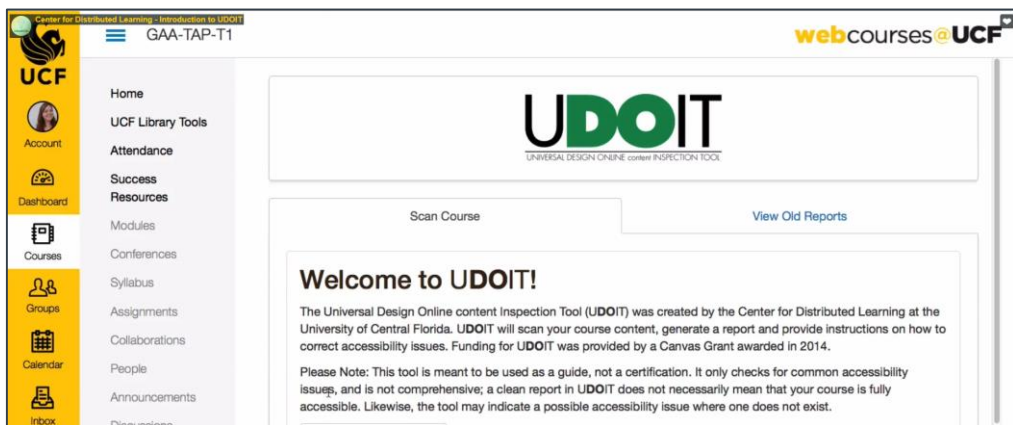 Center for Distributed Learning - Introduction to UDOIT
GAA-TAP-T1
webcourses@UCF
UCF
Account
Dashboard
Courses
Groups
Calendar
Inbox
Home
UCF Library Tools
Attendance
Success
Resources
Modules
Conferences
Syllabus
Assignments
Collaborations
People
Announcements
Discussions
UDOIT
UNIVERSAL DESIGN ONLINE content INSPECTION TOOL
Scan Course
View Old Reports
Welcome to UDOIT!
The Universal Design Online content Inspection Tool (UDOIT) was created by the Center for Distributed Learning at the
University of Central Florida. UDOIT will scan your course content, generate a report and provide instructions on how to
correct accessibility issues. Funding for UDOIT was provided by a Canvas Grant awarded in 2014.
Please Note: This tool is meant to be used as a guide, not a certification. It only checks for common accessibility
issues, and is not comprehensive; a clean report in UDOIT does not necessarily mean that your course is fully
accessible. Likewise, the tool may indicate a possible accessibility issue where one does not exist.